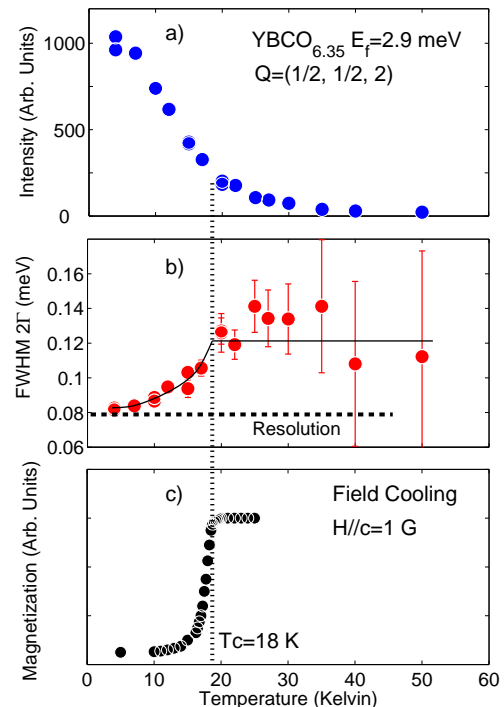 1000
500
0
Intensity (Arb. Units)
a)
YBCO6.35 Ef=2.9 meV
Q=(1/2, 1/2, 2)
0.16
0.14
0.12
0.1
0.08
0.06
FWHM 2Γ (meV)
b)
Resolution
Magnetization (Arb. Units)
c)
Field Cooling
H//c=1 G
Tc=18 K
0 10 20 30 40 50 60
Temperature (Kelvin)